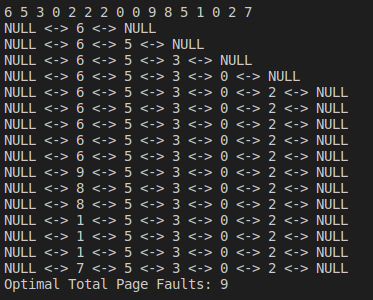 6 5 3 0 2 2 2 0 0 9 8 5 1 0 2 7
NULL <-> 6 <-> NULL
NULL <-> 6 <-> 5 <-> NULL
NULL <-> 6 <-> 5 <-> 3 <-> NULL
NULL <-> 6 <-> 5 <-> 3 <-> 0 <-> NULL
NULL <-> 6 <-> 5 <-> 3 <-> 0 <-> 2 <-> NULL
NULL <-> 6 <-> 5 <-> 3 <-> 0 <-> 2 <-> NULL
NULL <-> 6 <-> 5 <-> 3 <-> 0 <-> 2 <-> NULL
NULL <-> 6 <-> 5 <-> 3 <-> 0 <-> 2 <-> NULL
NULL <-> 6 <-> 5 <-> 3 <-> 0 <-> 2 <-> NULL
NULL <-> 9 <-> 5 <-> 3 <-> 0 <-> 2 <-> NULL
NULL <-> 8 <-> 5 <-> 3 <-> 0 <-> 2 <-> NULL
NULL <-> 8 <-> 5 <-> 3 <-> 0 <-> 2 <-> NULL
NULL <-> 1 <-> 5 <-> 3 <-> 0 <-> 2 <-> NULL
NULL <-> 1 <-> 5 <-> 3 <-> 0 <-> 2 <-> NULL
NULL <-> 1 <-> 5 <-> 3 <-> 0 <-> 2 <-> NULL
NULL <-> 7 <-> 5 <-> 3 <-> 0 <-> 2 <-> NULL
Optimal Total Page Faults: 9